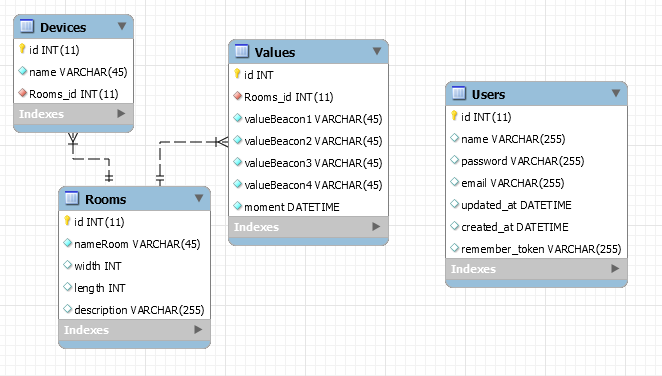 Devices
id INT(11)
name VARCHAR(45)
Rooms_id INT(11)
Indexes
Values
id INT
Rooms_id INT(11)
valueBeacon1 VARCHAR(45)
valueBeacon2 VARCHAR(45)
valueBeacon3 VARCHAR(45)
valueBeacon4 VARCHAR(45)
moment DATETIME
Indexes
Users
id INT(11)
name VARCHAR(255)
password VARCHAR(255)
email VARCHAR(255)
updated_at DATETIME
created_at DATETIME
remember_token VARCHAR(255)
Indexes
Rooms
id INT(11)
nameRoom VARCHAR(45)
width INT
length INT
description VARCHAR(255)
Indexes